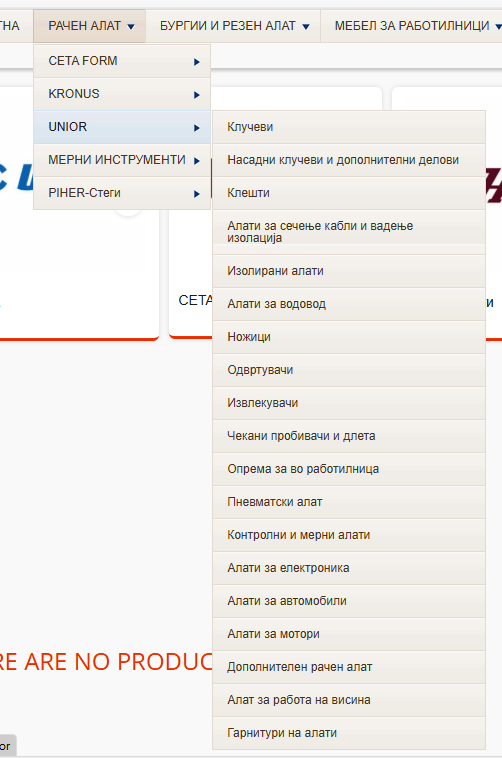 РАЧЕН АЛАТ
БУРГИИ И РЕЗЕН АЛАТ
МЕБЕЛ ЗА РАБОТИЛНИЦИ
CETA FORM
KRONUS
UNIOR
МЕРНИ ИНСТРУМЕНТИ
PIHER-Стеги
Клучеви
Насадни клучеви и дополнителни делови
Клешти
Алати за сечење кабли и вадење
изолација
Изолирани алати
Алати за водовод
Ножици
Одвртувачи
Извлекувачи
Чекани пробивачи и длета
Опрема за во работилница
Пневматски алат
Контролни и мерни алати
Алати за електроника
Алати за автомобили
Алати за мотори
Дополнителен рачен алат
Алат за работа на висина
Гарнитури на алати
CETA
ARE NO PRODUC